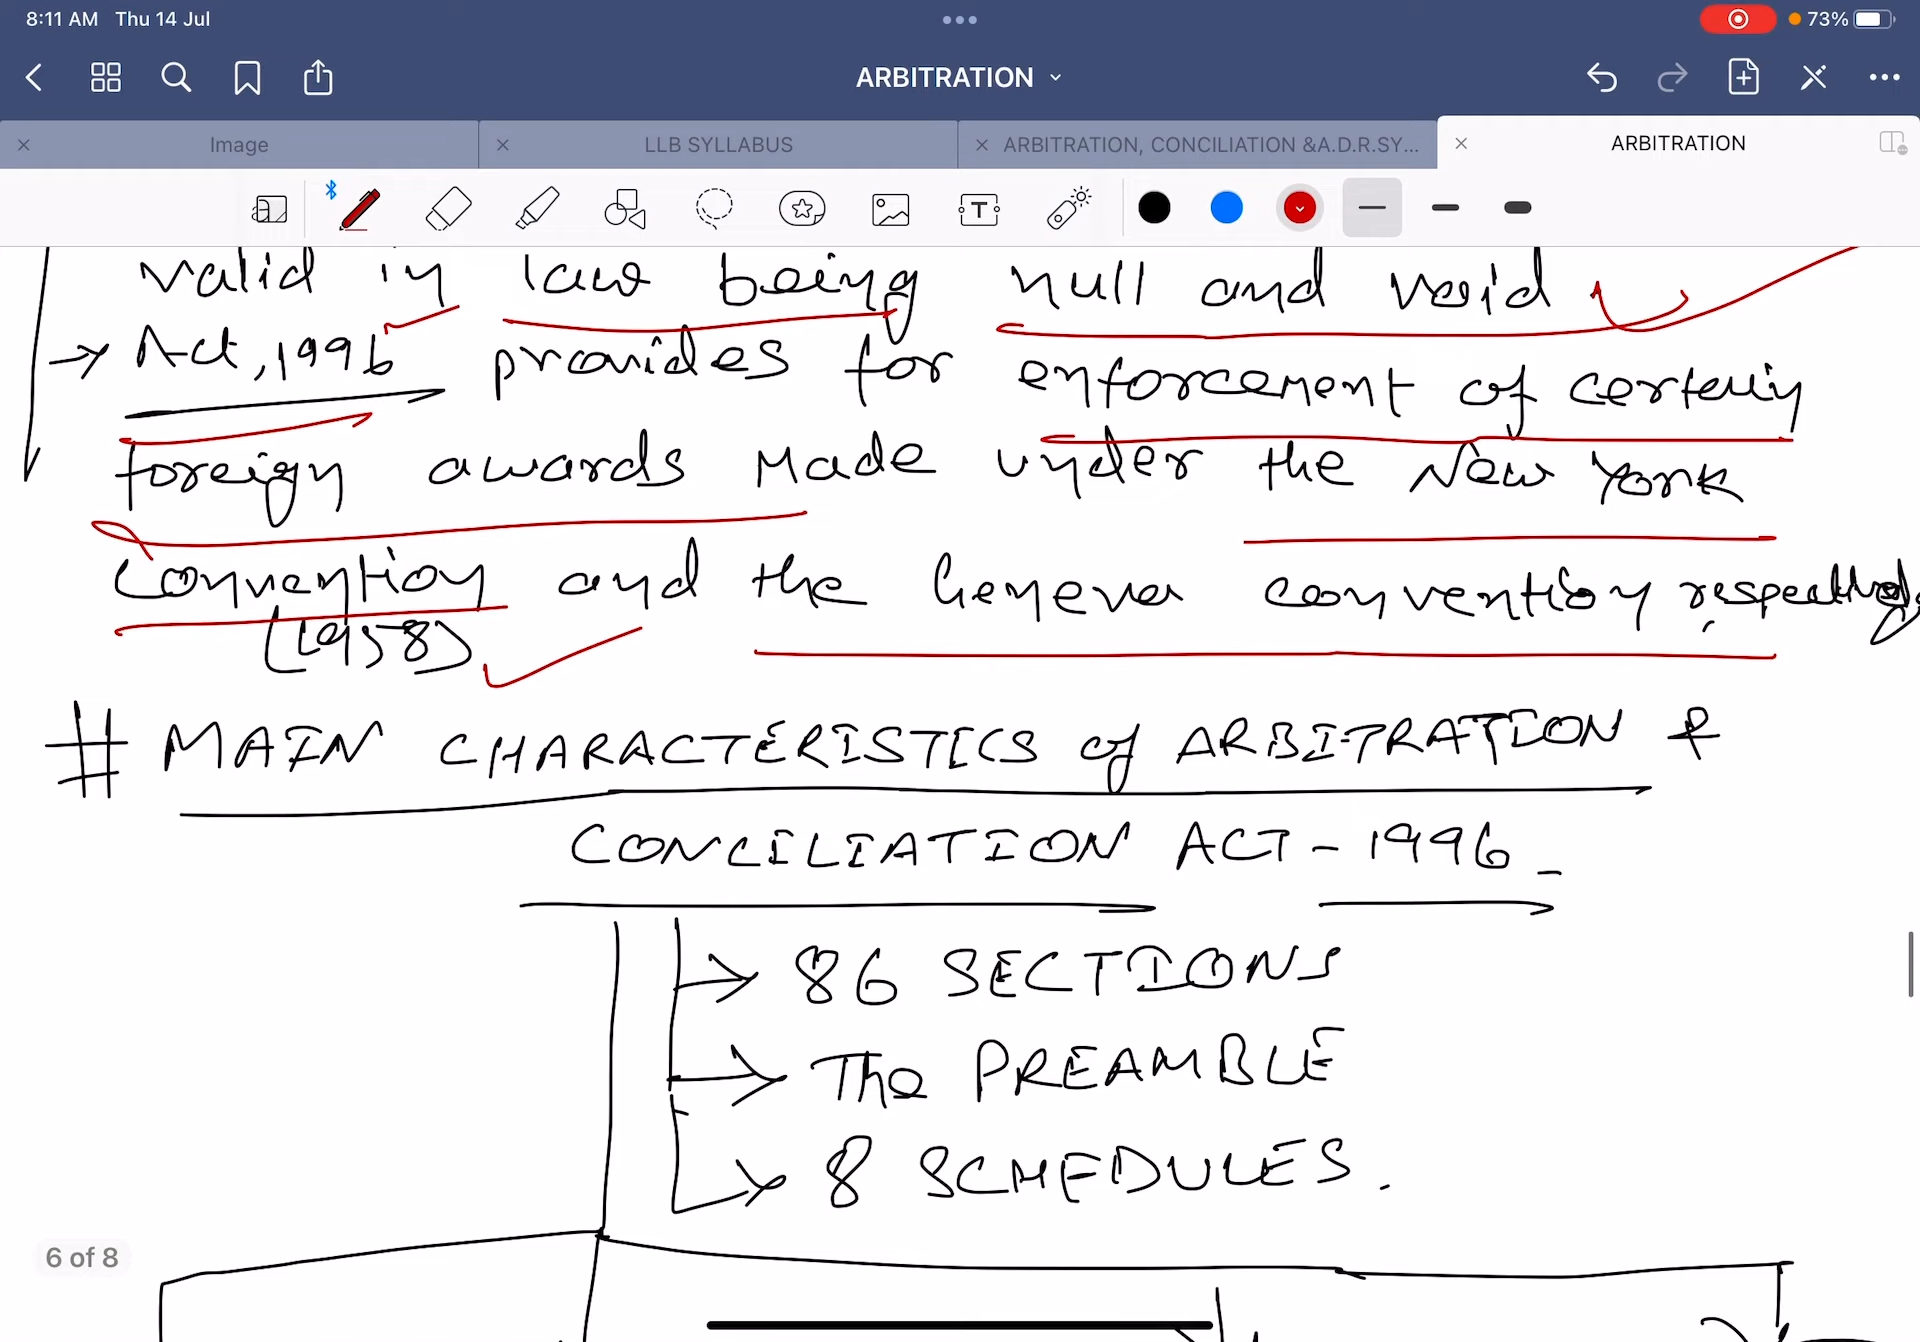 8:11 AM Thu 14 Jul
73%
ARBITRATION
Image
LLB SYLLABUS
ARBITRATION, CONCILIATION &A.D.R.SY...
ARBITRATION
valid in law being null and void
→ Act, 1996 provides for enforcement of certain
foreign awards Made under the New York
Convention and the Geneva convention respectively.
(1958)
# MAIN CHARACTERISTICS of ARBITRATION &
CONCILIATION ACT - 1996
→ 86 SECTIONS
→ The PREAMBLE
→ 8 SCHEDULES.
6 of 8